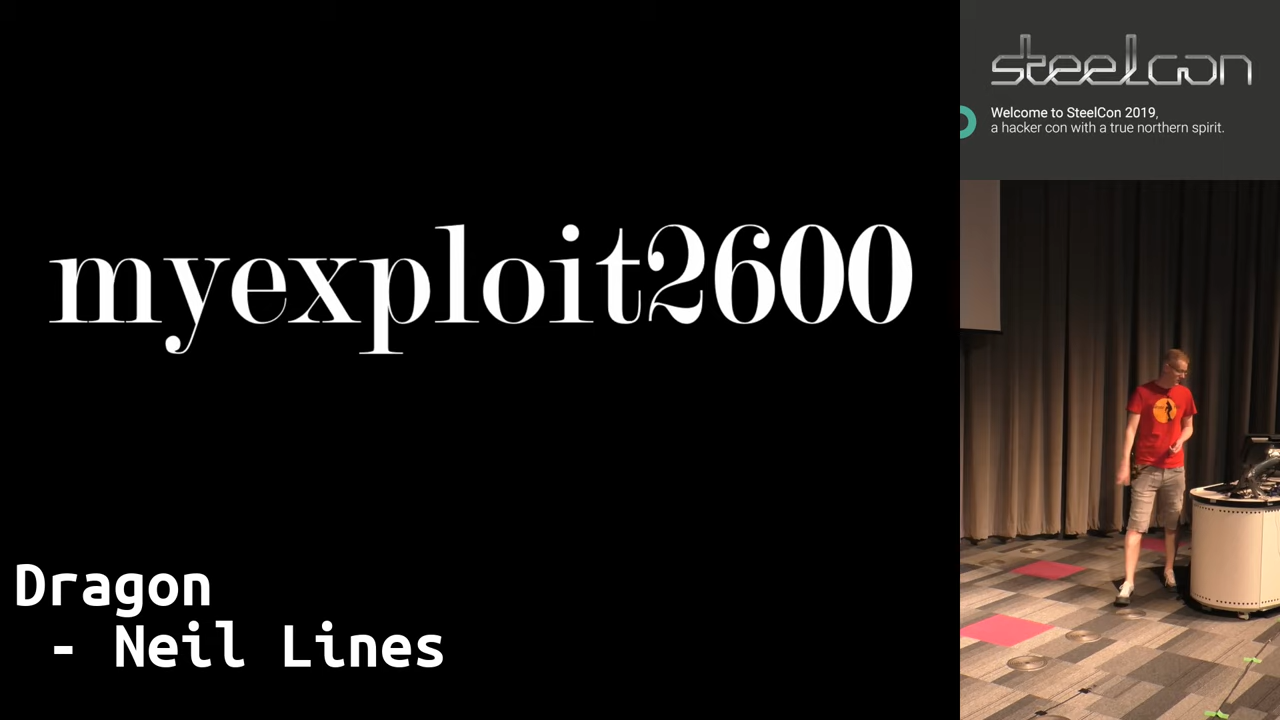 myexploit2600
Dragon
- Neil Lines
steelcon
Welcome to SteelCon 2019,
a hacker con with a true northern spirit.